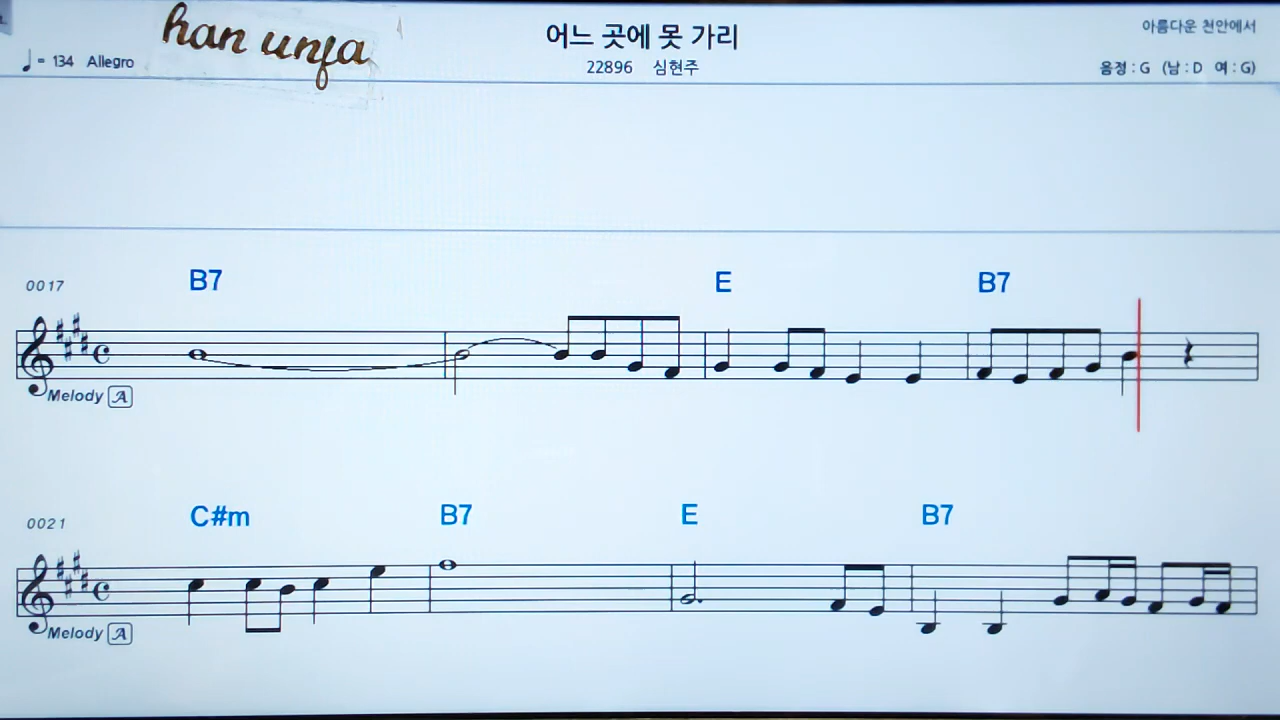 han unfa
어느 곳에 못 가리
아름다운 천안에서
♩ = 134 Allegro
22896 심현주
음정 : G (남 : D 여 : G)
0017
B7 E B7
Melody A
0021
C#m B7 E B7
Melody A